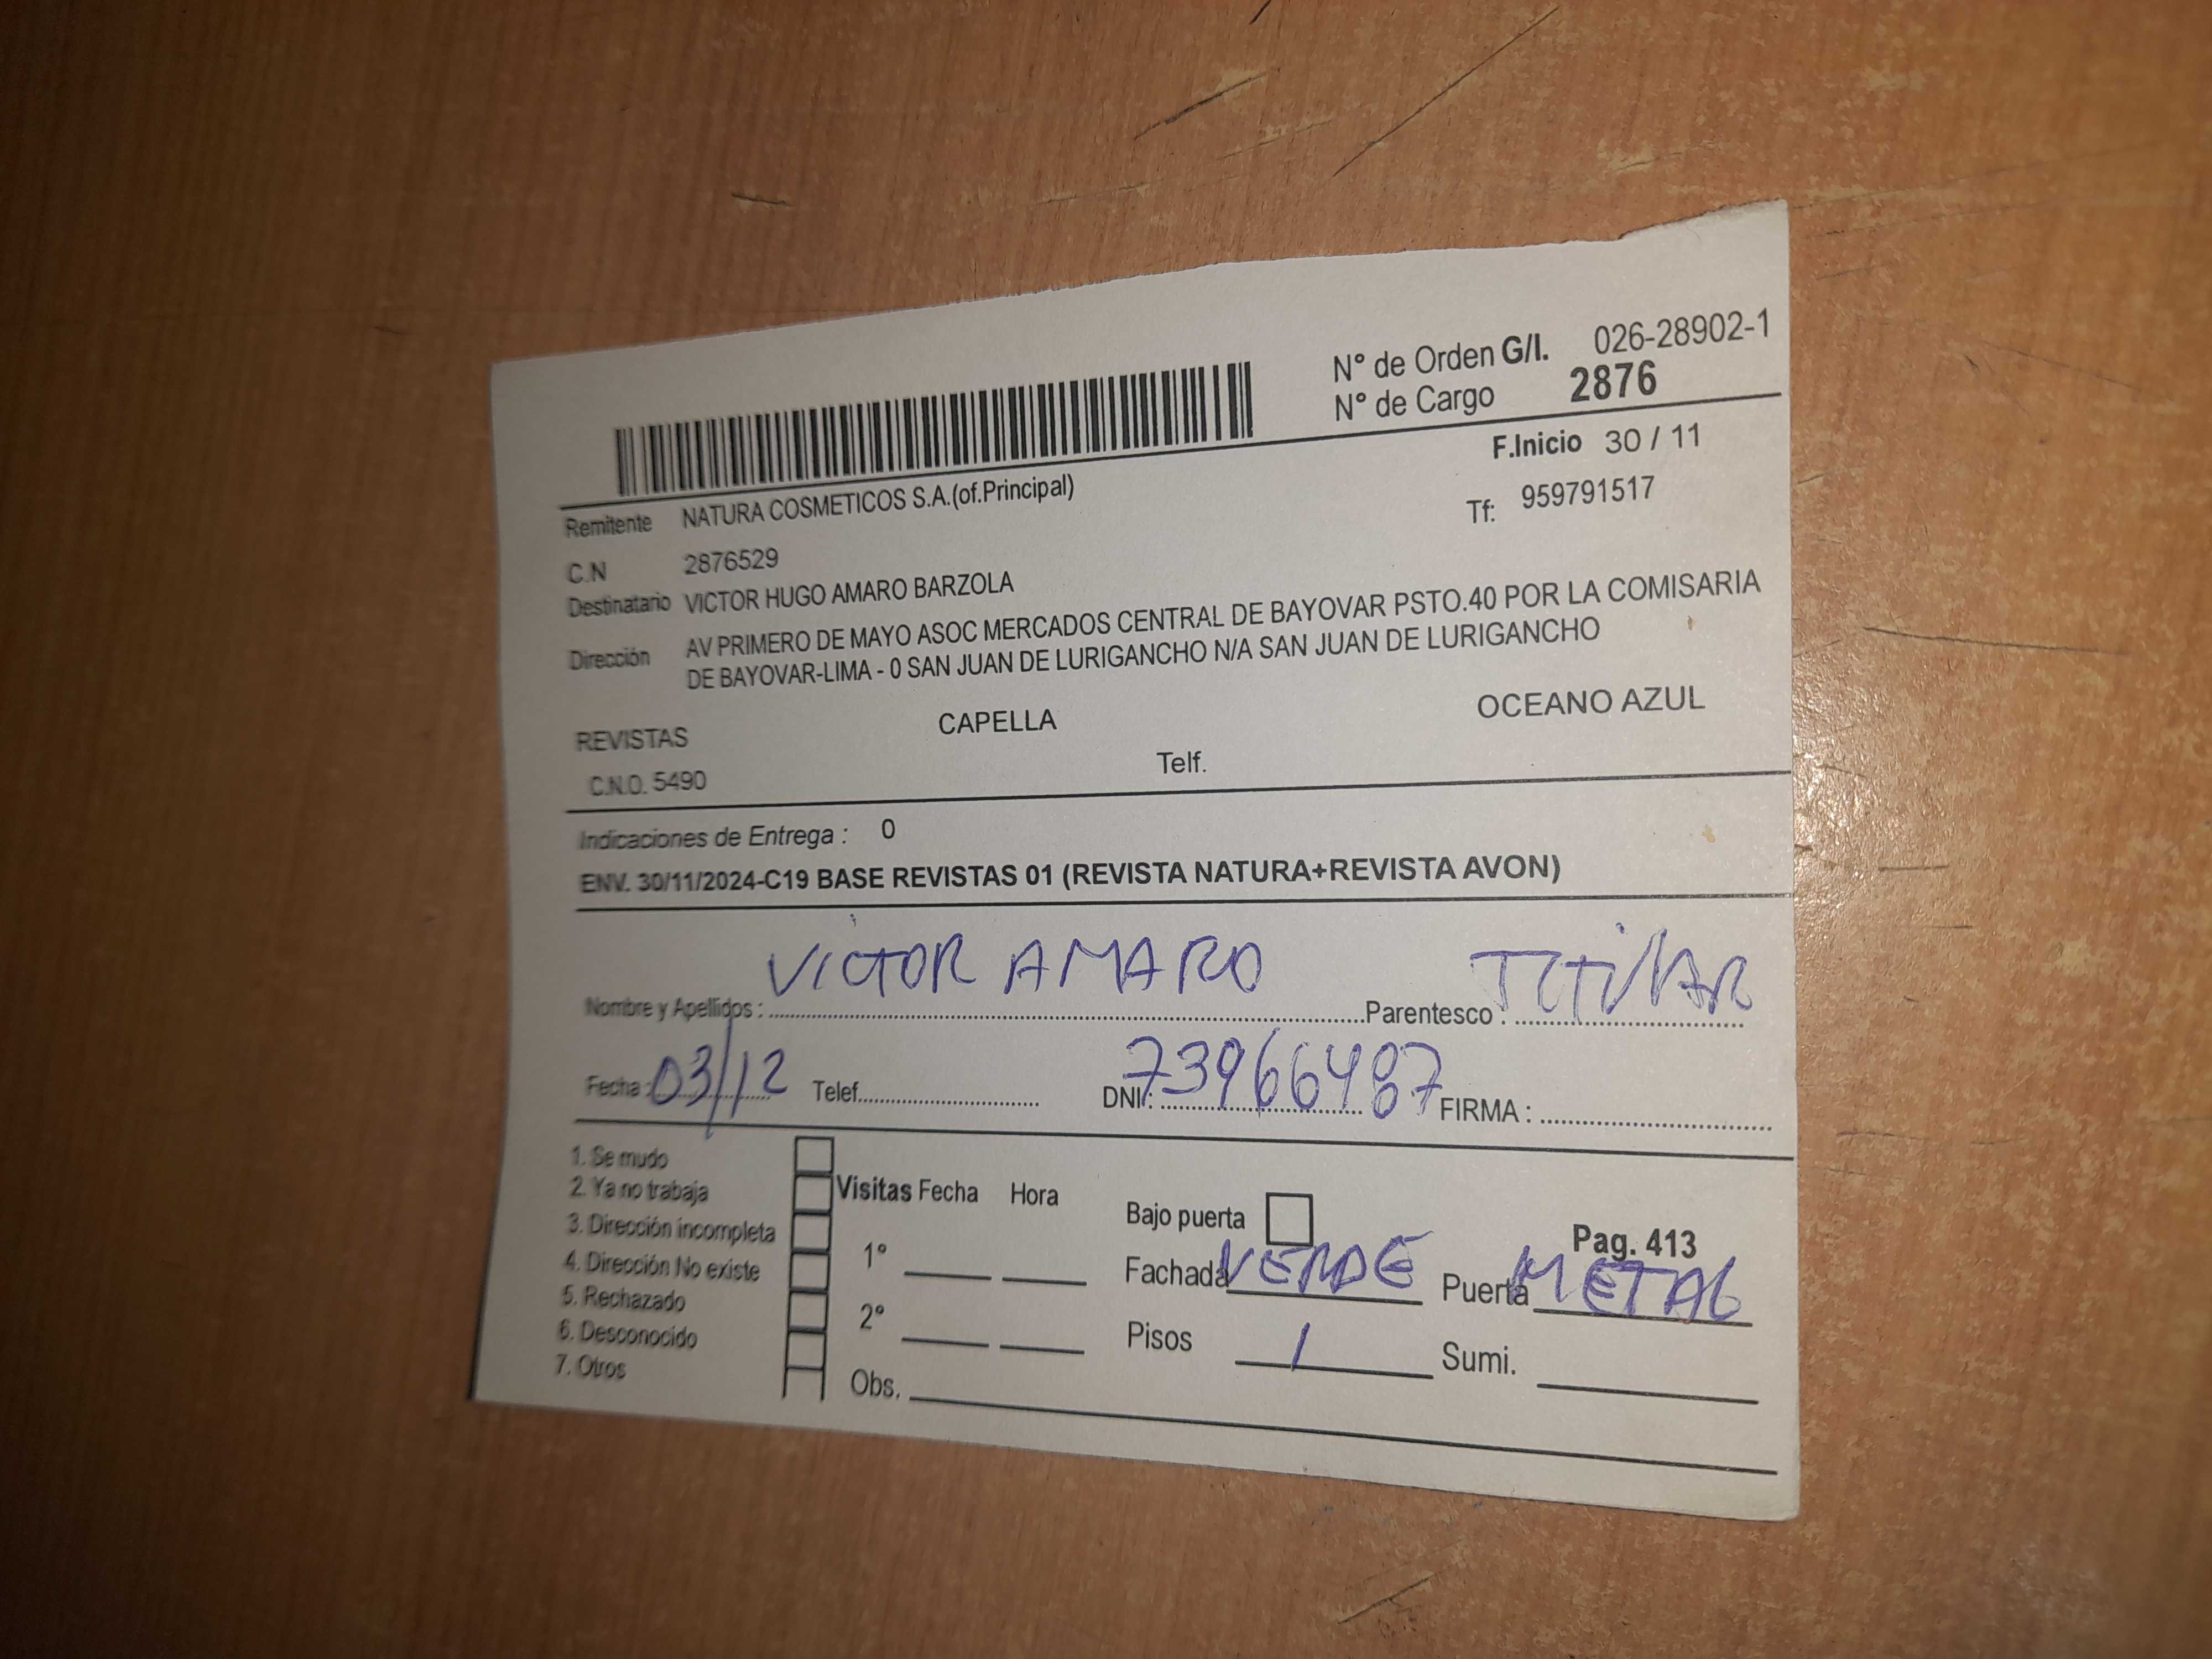 N° de Orden G/I. 026-28902-1
N° de Cargo 2876
F.Inicio 30 / 11
Remitente NATURA COSMETICOS S.A.(of.Principal)
Tf: 959791517
C.N 2876529
Destinatario VICTOR HUGO AMARO BARZOLA
Dirección AV PRIMERO DE MAYO ASOC MERCADOS CENTRAL DE BAYOVAR PSTO.40 POR LA COMISARIA
DE BAYOVAR-LIMA - 0 SAN JUAN DE LURIGANCHO N/A SAN JUAN DE LURIGANCHO
REVISTAS CAPELLA OCEANO AZUL
C.N.O. 5490 Telf.
Indicaciones de Entrega : 0
ENV. 30/11/2024-C19 BASE REVISTAS 01 (REVISTA NATURA+REVISTA AVON)
Nombre y Apellidos : VICTOR AMARO Parentesco : TITILAR
Fecha : 03/12 Telef. DNI : 73966487 FIRMA :
1. Se mudo
2. Ya no trabaja Visitas Fecha Hora
Bajo puerta
3. Dirección incompleta
Pag. 413
4. Dirección No existe 1° Fachada VERDE Puerta METAL
5. Rechazado
6. Desconocido 2° Pisos 1 Sumi.
7. Otros Obs.